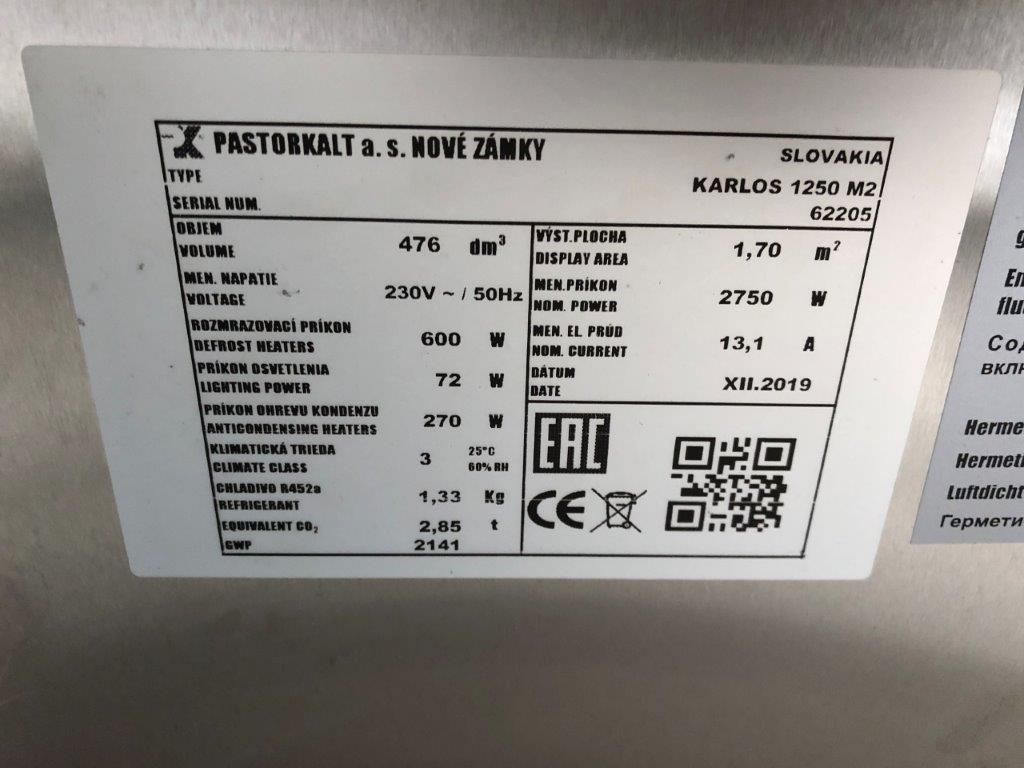 PASTORKALT a. s. NOVÉ ZÁMKY
SLOVAKIA
TYPE
KARLOS 1250 M2
SERIAL NUM.
62205
OBJEM
VOLUME
476 dm³
MEN. NAPATIE
VOLTAGE
230V ~ / 50Hz
ROZMRAZOVACÍ PRÍKON
DEFROST HEATERS
600 W
PRÍKON OSVETLENIA
LIGHTING POWER
72 W
PRÍKON OHREVU KONDENZU
ANTICONDENSING HEATERS
270 W
KLIMATICKÁ TRIEDA
CLIMATE CLASS
3
25°C
60% RH
CHLADIVO R452a
REFRIGERANT
1,33 Kg
EQUIVALENT CO₂
2,85 t
GWP
2141
VÝST.PLOCHA
DISPLAY AREA
1,70 m²
MEN.PRÍKON
NOM. POWER
2750 W
MEN. EL. PRÚD
NOM. CURRENT
13,1 A
DÁTUM
DATE
XII.2019
EAC
CE
Herme
Hermeti
Luftdicht
Гермети